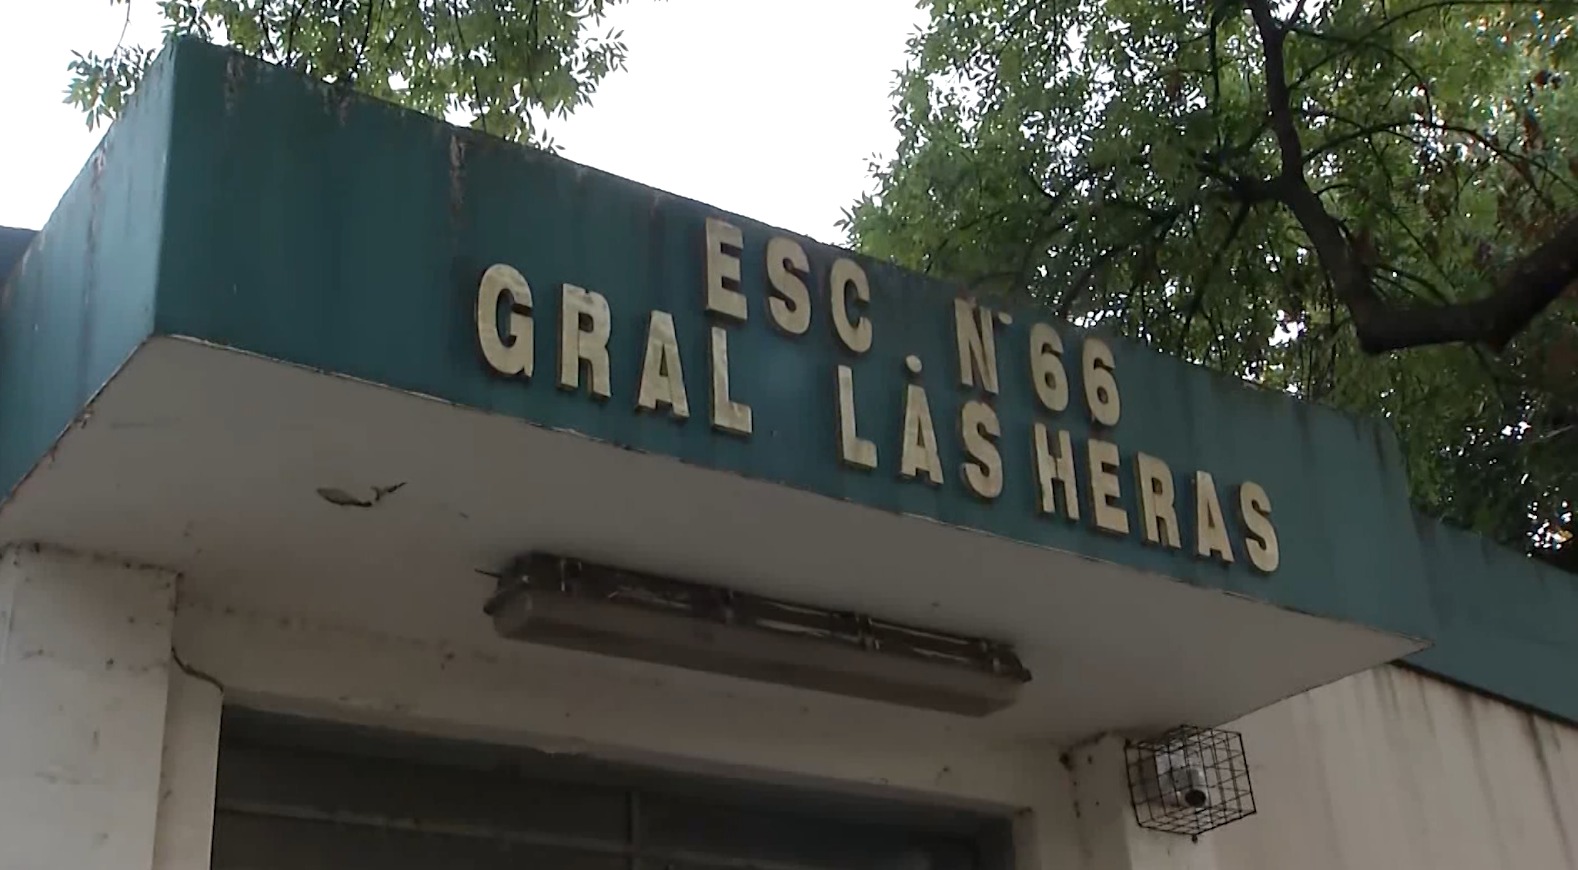 ESC. N° 66
GRAL LAS HERAS